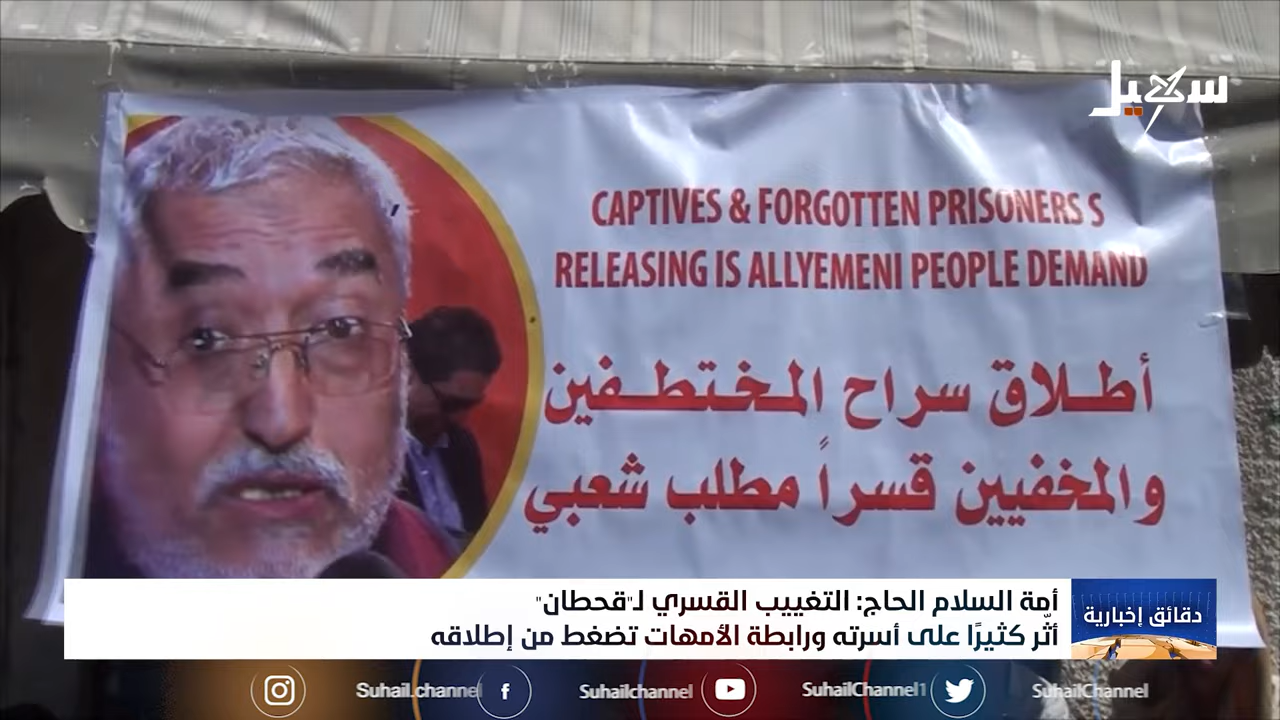 سهيل
CAPTIVES & FORGOTTEN PRISONERS S
RELEASING IS ALLYEMENI PEOPLE DEMAND
أطلاق سراح المختطفين
والمخفيين قسراً مطلب شعبي
دقائق إخبارية
أمة السلام الحاج: التغييب القسري لـ"قحطان"
أثّر كثيرًا على أسرته ورابطة الأمهات تضغط من إطلاقه
Suhail.channel
Suhailchannel
SuhailChannel1
SuhailChannel